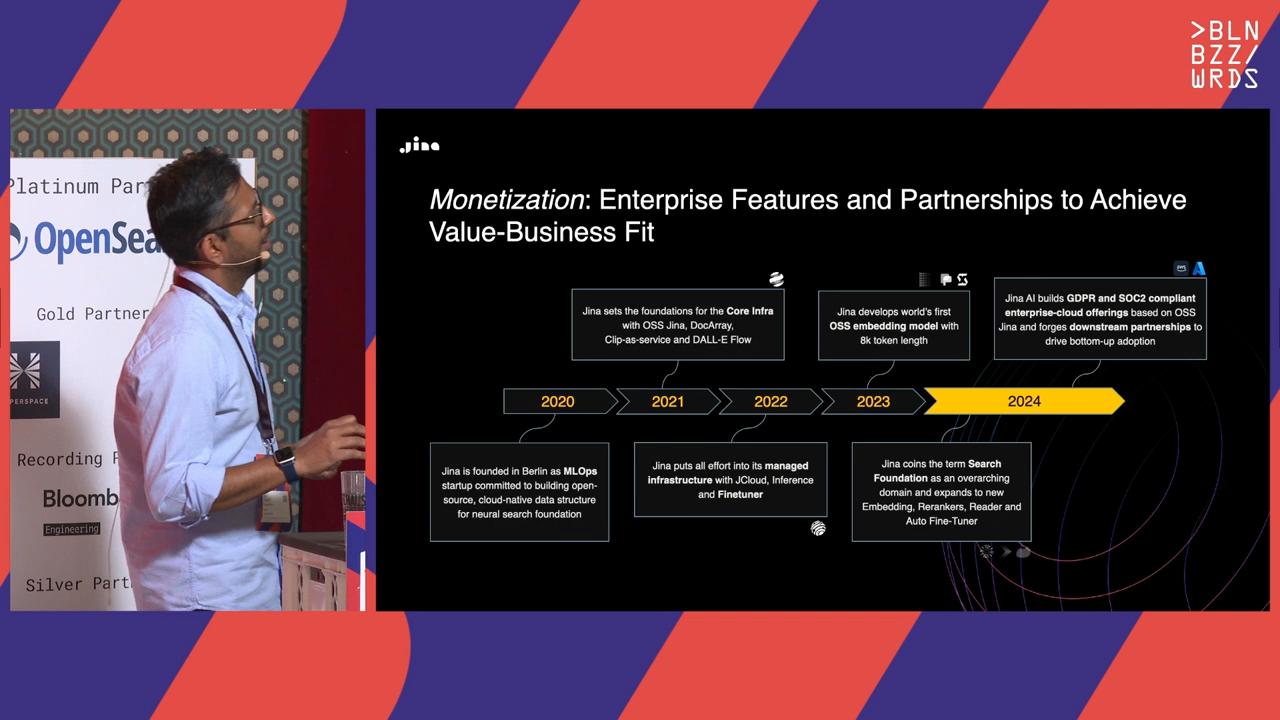 >BLN
BZZ/
WRDS
Platinum Par
OpenSea
Gold Partner
PERSPACE
Recording P
Bloomb
Engineering
Silver Part
Jina
Monetization: Enterprise Features and Partnerships to Achieve
Value-Business Fit
Jina sets the foundations for the Core Infra
with OSS Jina, DocArray,
Clip-as-service and DALL-E Flow
Jina develops world's first
OSS embedding model with
8k token length
aws
Jina AI builds GDPR and SOC2 compliant
enterprise-cloud offerings based on OSS
Jina and forges downstream partnerships to
drive bottom-up adoption
2020
2021
2022
2023
2024
Jina is founded in Berlin as MLOps
startup committed to building open-
source, cloud-native data structure
for neural search foundation
Jina puts all effort into its managed
infrastructure with JCloud, Inference
and Finetuner
Jina coins the term Search
Foundation as an overarching
domain and expands to new
Embedding, Rerankers, Reader and
Auto Fine-Tuner